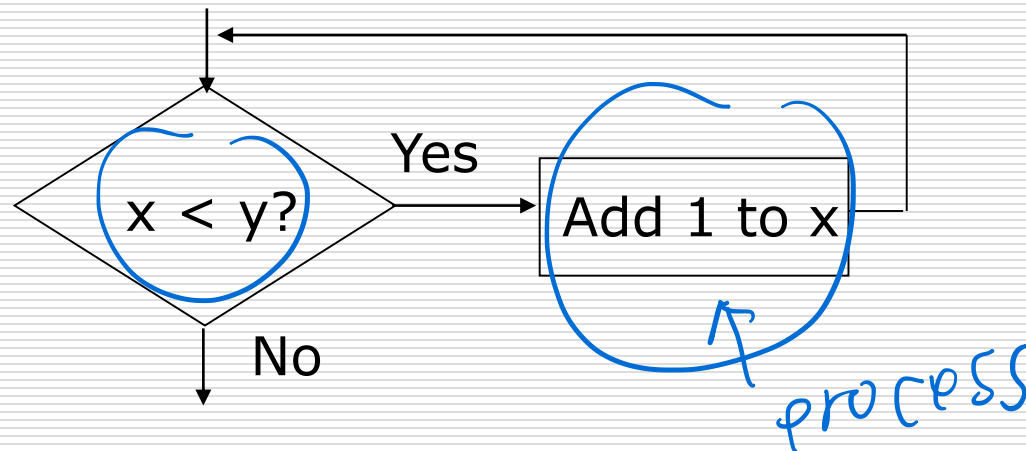 Yes
x < y?
Add 1 to x
No
process